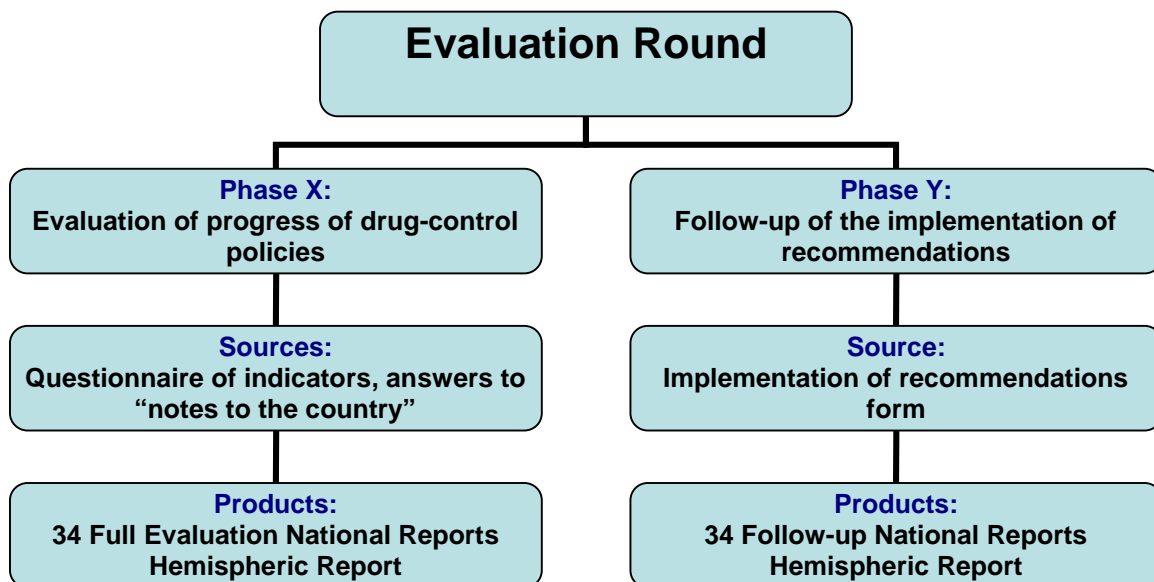 Evaluation Round
Phase X:
Evaluation of progress of drug-control
policies
Phase Y:
Follow-up of the implementation of
recommendations
Sources:
Questionnaire of indicators, answers to
“notes to the country”
Source:
Implementation of recommendations
form
Products:
34 Full Evaluation National Reports
Hemispheric Report
Products:
34 Follow-up National Reports
Hemispheric Report